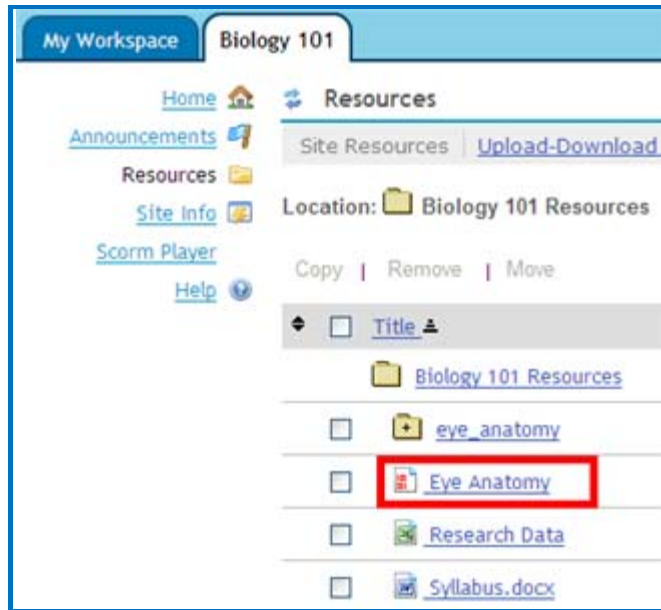 My Workspace Biology 101
Home
Announcements
Resources
Site Info
Scorm Player
Help
Resources
Site Resources | Upload-Download
Location: Biology 101 Resources
Copy | Remove | Move
Title
Biology 101 Resources
eye_anatomy
Eye Anatomy
Research Data
Syllabus.docx